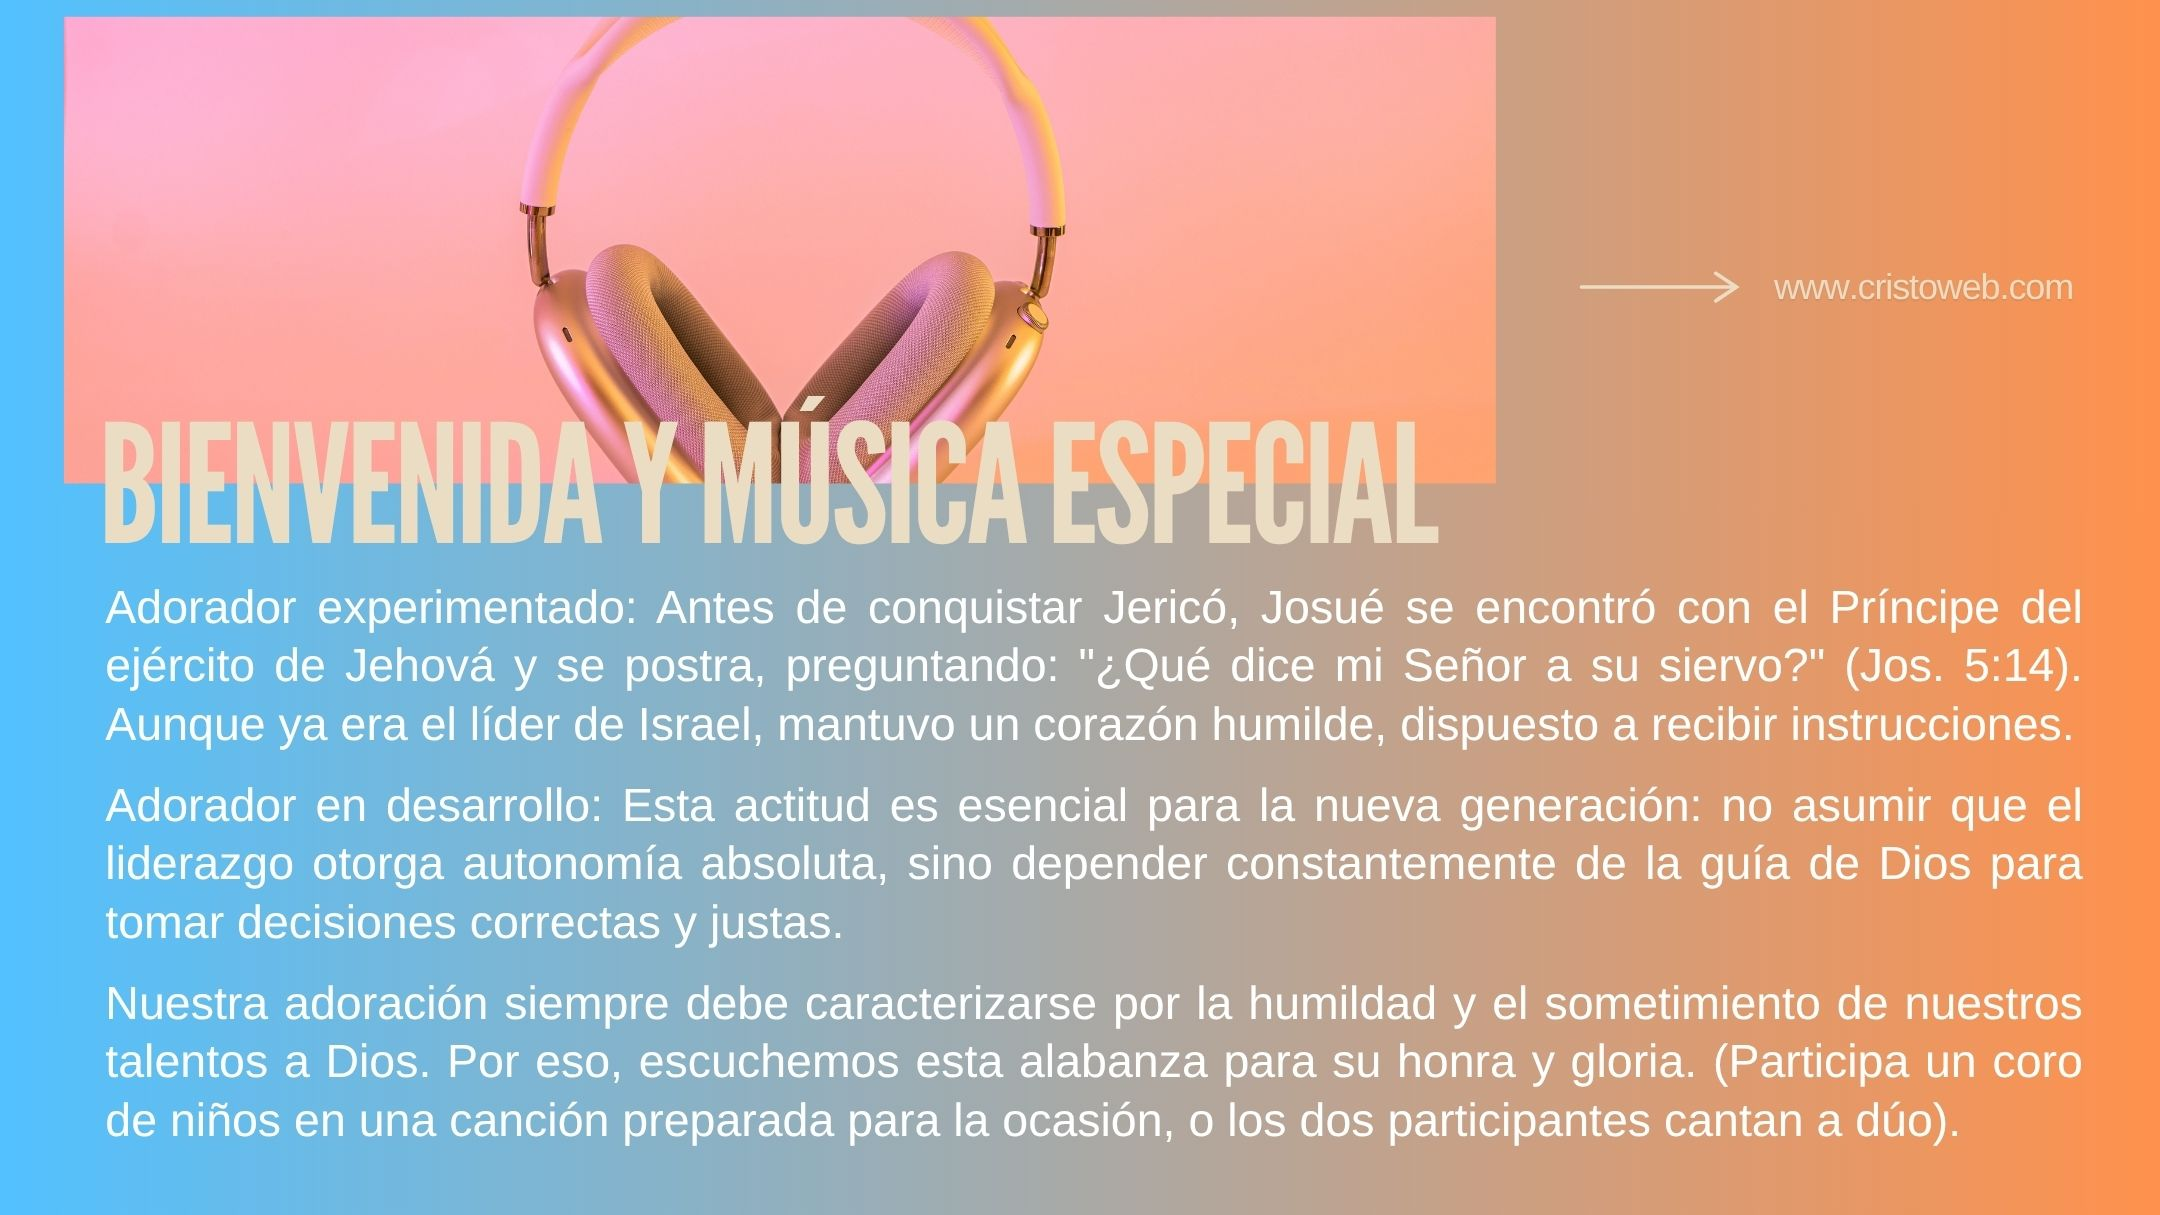 www.cristoweb.com
BIENVENIDA Y MÚSICA ESPECIAL
Adorador experimentado: Antes de conquistar Jericó, Josué se encontró con el Príncipe del
ejército de Jehová y se postra, preguntando: "¿Qué dice mi Señor a su siervo?" (Jos. 5:14).
Aunque ya era el líder de Israel, mantuvo un corazón humilde, dispuesto a recibir instrucciones.
Adorador en desarrollo: Esta actitud es esencial para la nueva generación: no asumir que el
liderazgo otorga autonomía absoluta, sino depender constantemente de la guía de Dios para
tomar decisiones correctas y justas.
Nuestra adoración siempre debe caracterizarse por la humildad y el sometimiento de nuestros
talentos a Dios. Por eso, escuchemos esta alabanza para su honra y gloria. (Participa un coro
de niños en una canción preparada para la ocasión, o los dos participantes cantan a dúo).